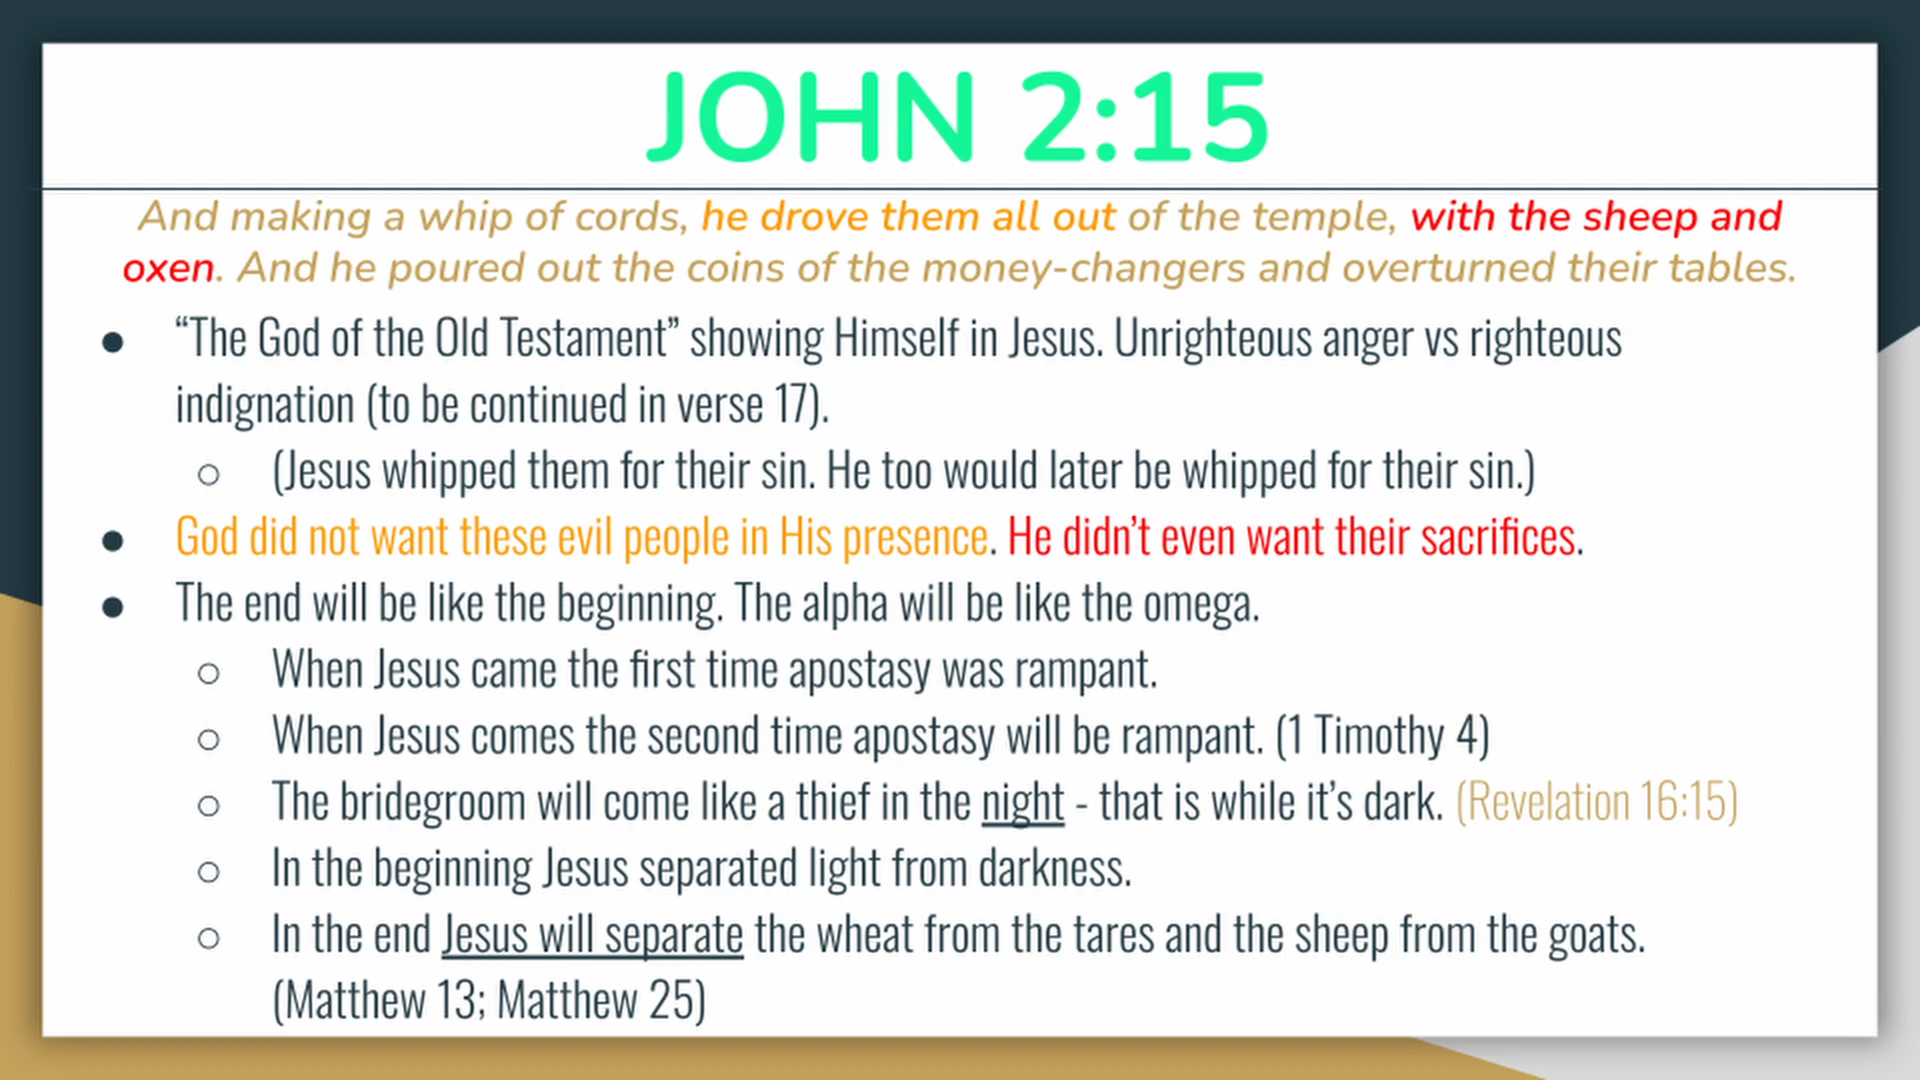 JOHN 2:15
And making a whip of cords, he drove them all out of the temple, with the sheep and
oxen. And he poured out the coins of the money-changers and overturned their tables.
● “The God of the Old Testament” showing Himself in Jesus. Unrighteous anger vs righteous
indignation (to be continued in verse 17).
○ (Jesus whipped them for their sin. He too would later be whipped for their sin.)
● God did not want these evil people in His presence. He didn’t even want their sacrifices.
● The end will be like the beginning. The alpha will be like the omega.
○ When Jesus came the first time apostasy was rampant.
○ When Jesus comes the second time apostasy will be rampant. (1 Timothy 4)
○ The bridegroom will come like a thief in the night - that is while it’s dark. (Revelation 16:15)
○ In the beginning Jesus separated light from darkness.
○ In the end Jesus will separate the wheat from the tares and the sheep from the goats.
(Matthew 13; Matthew 25)